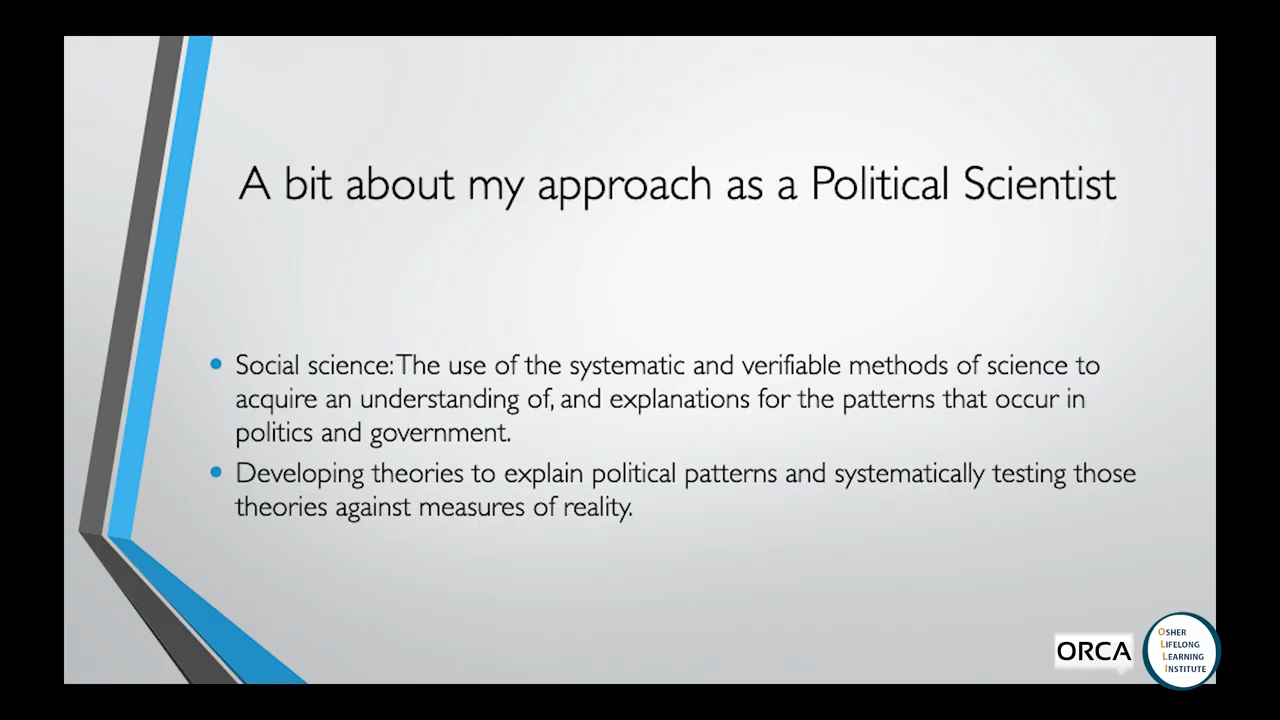 A bit about my approach as a Political Scientist
• Social science: The use of the systematic and verifiable methods of science to
acquire an understanding of, and explanations for the patterns that occur in
politics and government.
• Developing theories to explain political patterns and systematically testing those
theories against measures of reality.
ORCA
OSHER
LIFELONG
LEARNING
INSTITUTE